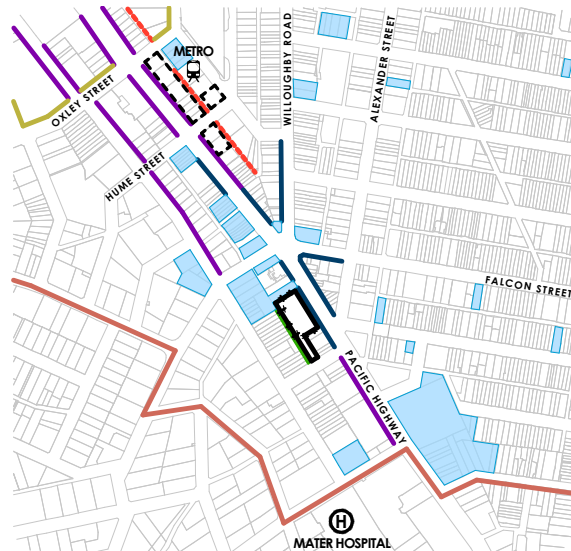 METRO
WILLOUGHBY ROAD
ALEXANDER STREET
OXLEY STREET
HUME STREET
FALCON STREET
PACIFIC HIGHWAY
H
MATER HOSPITAL